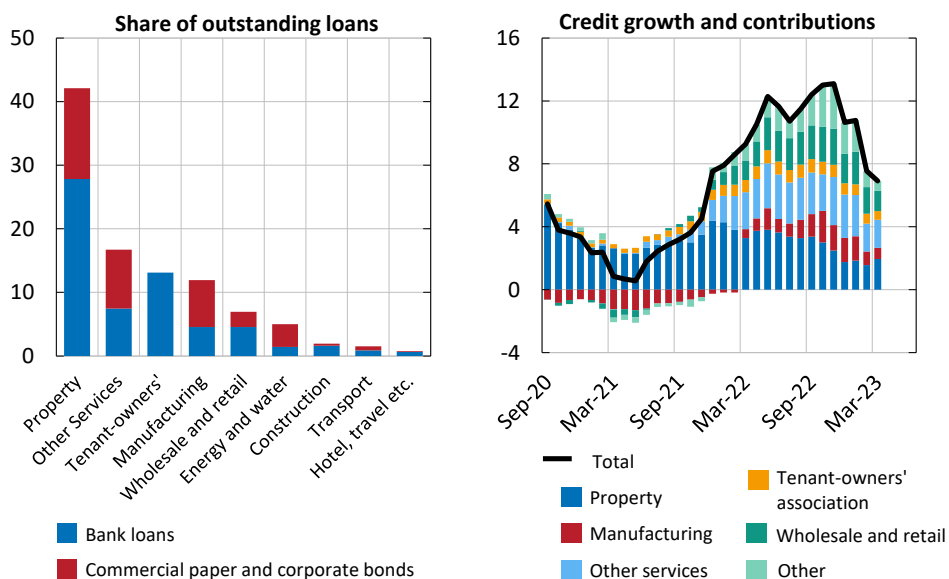 Share of outstanding loans
50
40
30
20
10
0
Property
Other Services
Tenant-owners'
Manufacturing
Wholesale and retail
Energy and water
Construction
Transport
Hotel, travel etc.
Bank loans
Commercial paper and corporate bonds
Credit growth and contributions
16
12
8
4
0
-4
Sep-20
Mar-21
Sep-21
Mar-22
Sep-22
Mar-23
Total
Property
Manufacturing
Other services
Tenant-owners'
association
Wholesale and retail
Other